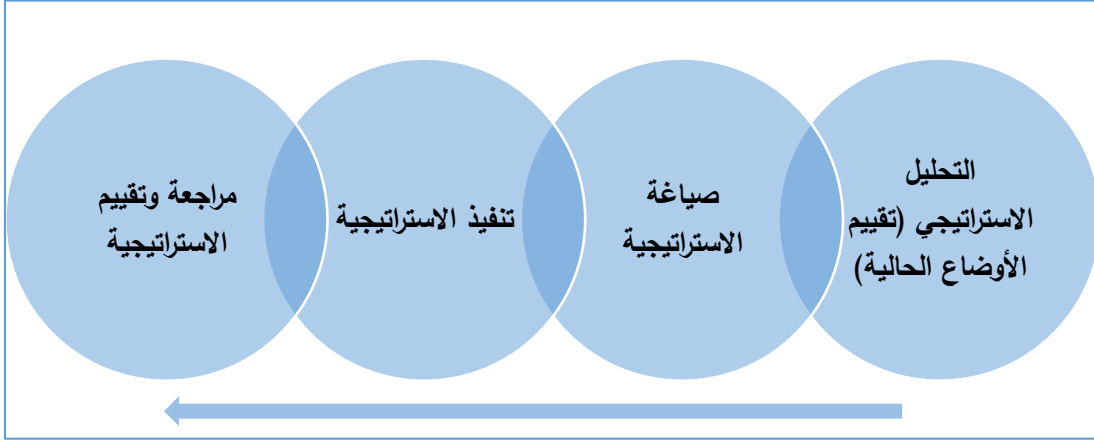 التحليل
الاستراتيجي (تقييم
الأوضاع الحالية)
صياغة
الاستراتيجية
تنفيذ الاستراتيجية
مراجعة وتقييم
الاستراتيجية